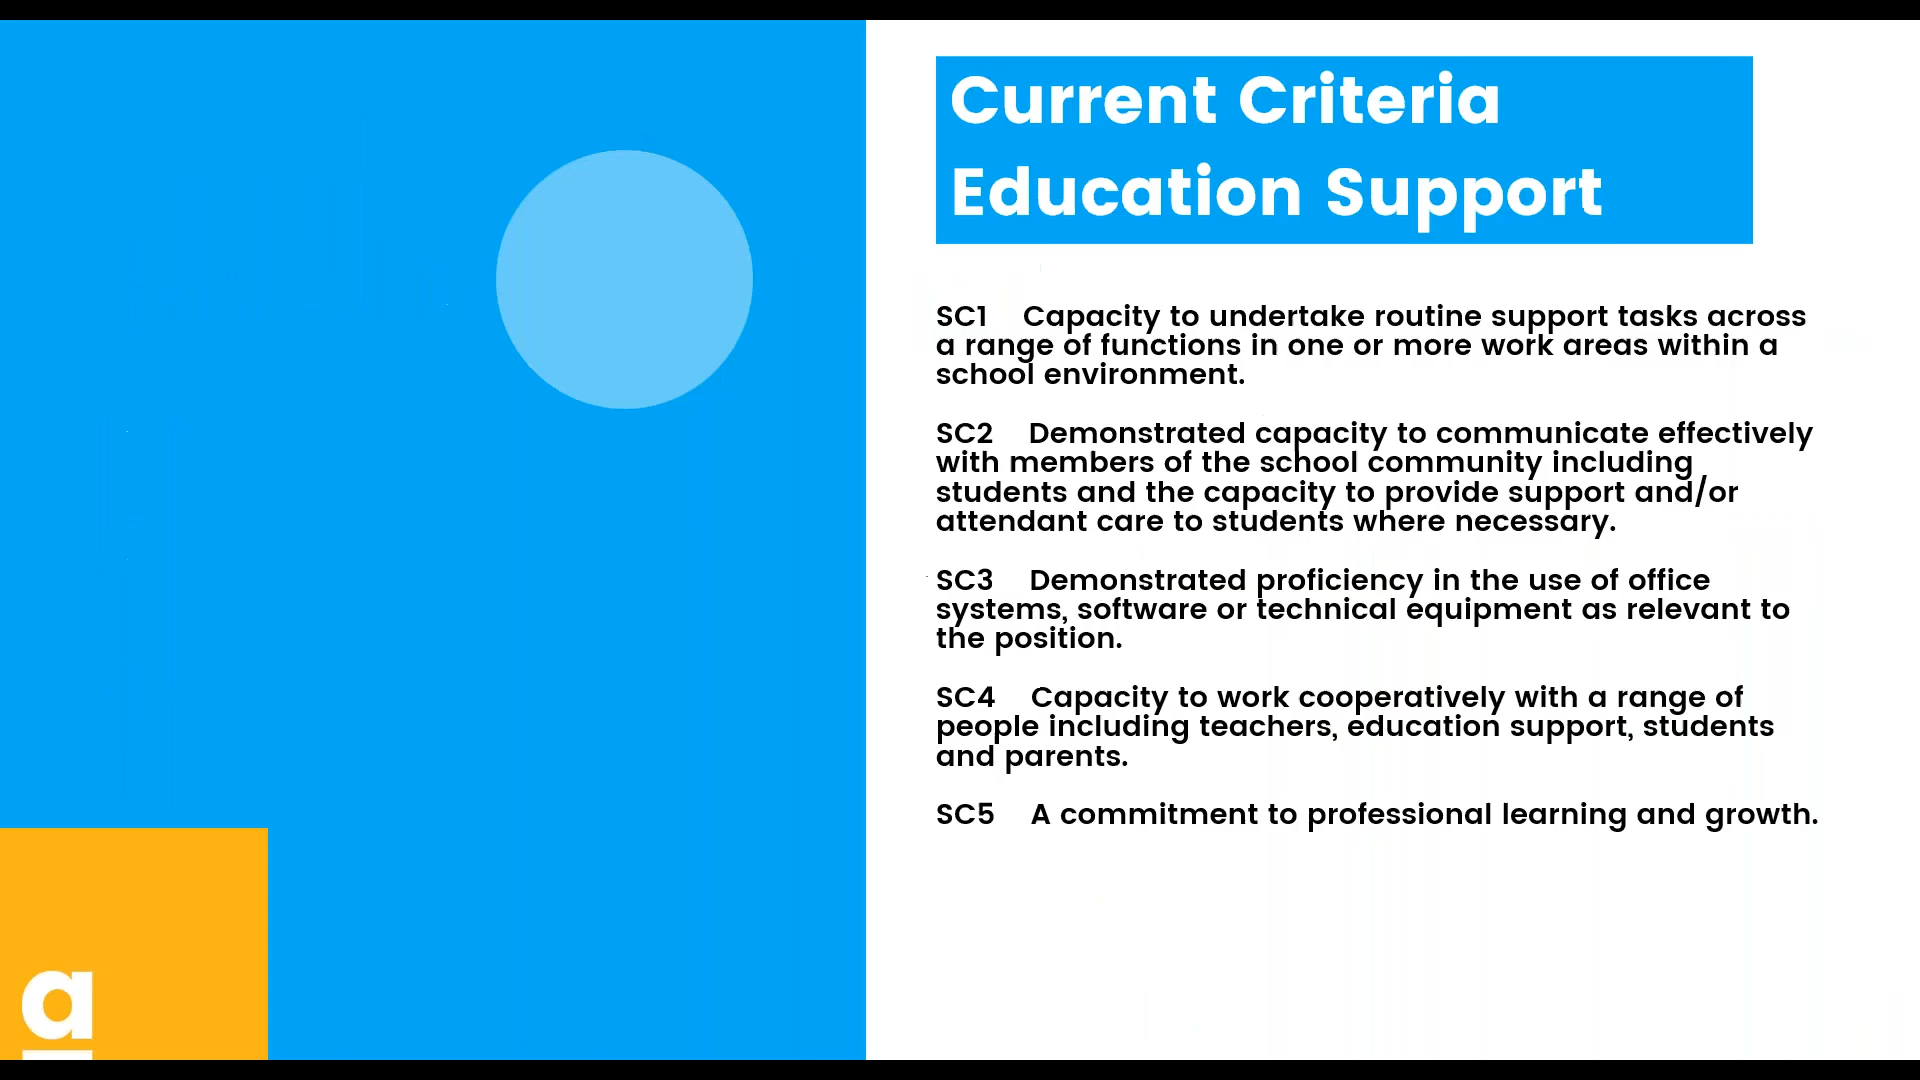 Current Criteria
Education Support
SC1 Capacity to undertake routine support tasks across
a range of functions in one or more work areas within a
school environment.
SC2 Demonstrated capacity to communicate effectively
with members of the school community including
students and the capacity to provide support and/or
attendant care to students where necessary.
SC3 Demonstrated proficiency in the use of office
systems, software or technical equipment as relevant to
the position.
SC4 Capacity to work cooperatively with a range of
people including teachers, education support, students
and parents.
SC5 A commitment to professional learning and growth.
a